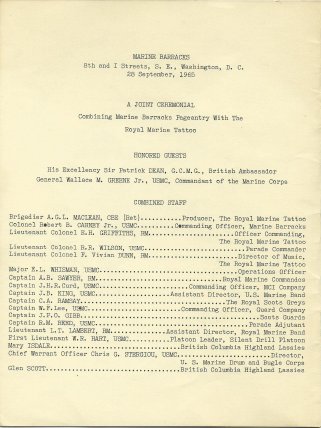 MARINE BARRACKS
8th and I Streets, S. E., Washington, D. C.
28 September, 1965
A JOINT CEREMONIAL
Combining Marine Barracks Pageantry With The
Royal Marine Tattoo
HONORED GUESTS
His Excellency Sir Patrick DEAN, G.C.M.G., British Ambassador
General Wallace M. GREENE Jr., USMC, Commandant of the Marine Corps
COMBINED STAFF
Brigadier A.G.L. MACLEAN, CBE (Ret)...........Producer, The Royal Marine Tattoo
Colonel Robert B. CARNEY Jr., USMC...........Commanding Officer, Marine Barracks
Lieutenant Colonel B.H. GRIFFITHS, RM....................Officer Commanding,
The Royal Marine Tattoo
Lieutenant Colonel B.R. WILSON, USMC.....................Parade Commander
Lieutenant Colonel F. Vivian DUNN, RM....................Director of Music,
The Royal Marine Tattoo
Major K.L. WHISMAN, USMC...............................Operations Officer
Captain A.B. SAWYER, RM............................Royal Marine Commandos
Captain J.H.R. Curd, USMC....................Commanding Officer, MCI Company
Captain J.B. KING, USMC.................Assistant Director, U.S. Marine Band
Captain C.A. RAMSAY..............................The Royal Scots Greys
Captain W.F. Lee, USMC....................Commanding Officer, Guard Company
Captain J.P.O. GIBB....................................Scots Guards
Captain R.M. REED, USMC................................Parade Adjutant
Lieutenant L.T. LAMBERT, RM..............Assistant Director, Royal Marine Band
First Lieutenant W.R. HART, USMC.............Platoon Leader, Silent Drill Platoon
Mary ISDALE.............................British Columbia Highland Lassies
Chief Warrant Officer Chris G. STERGIOU, USMC.......................Director,
U. S. Marine Drum and Bugle Corps
Glen SCOTT..............................British Columbia Highland Lassies